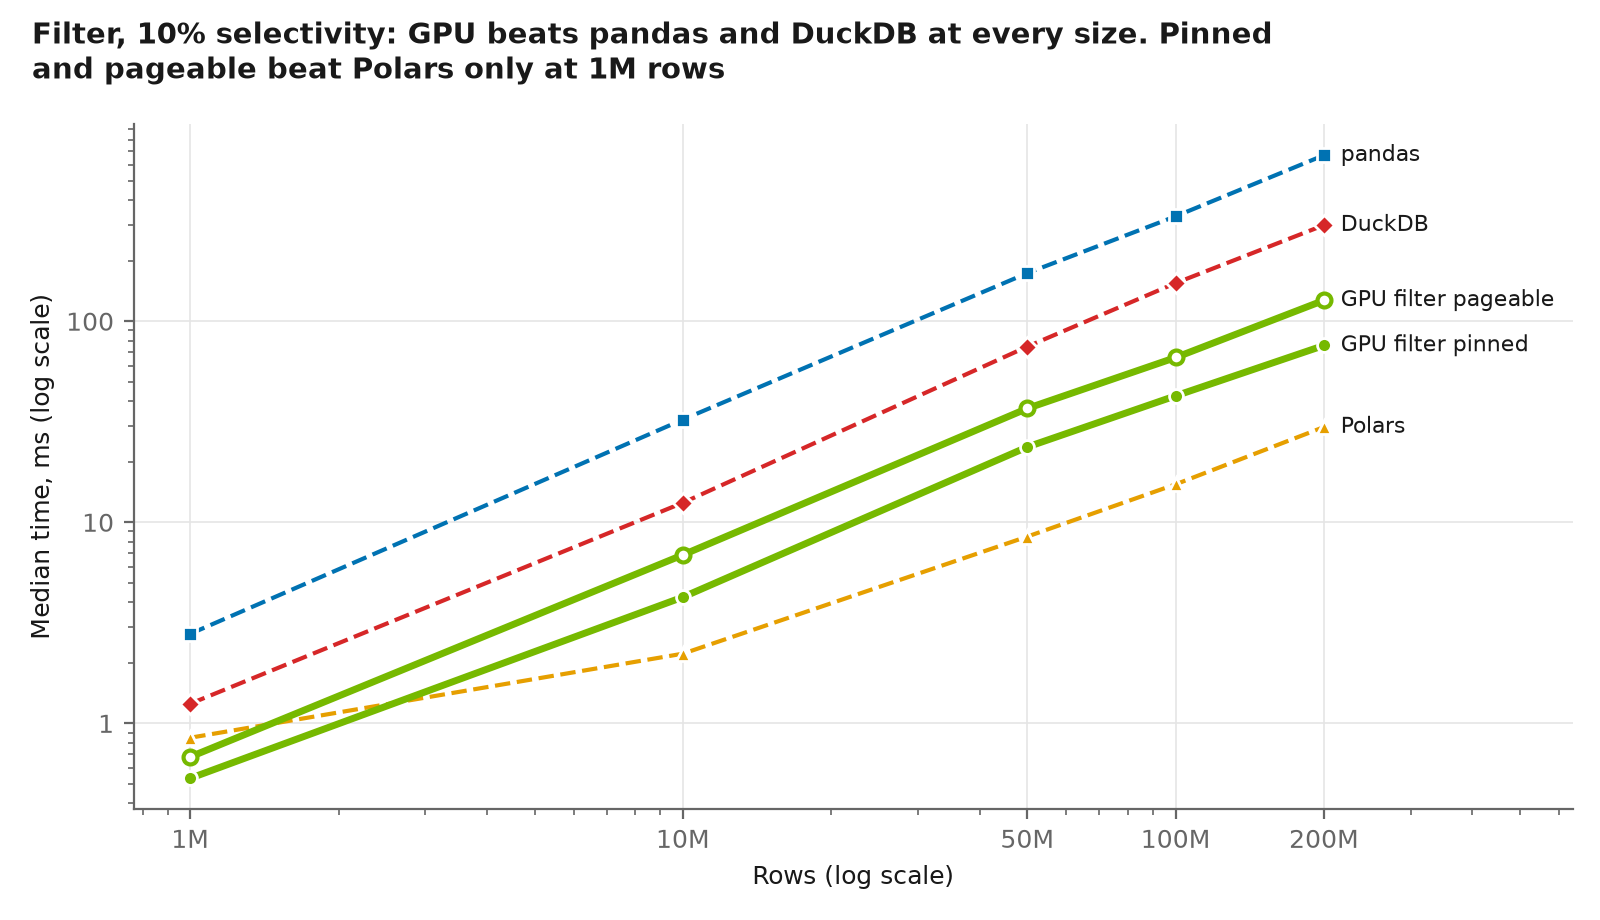 Filter, 10% selectivity: GPU beats pandas and DuckDB at every size. Pinned
and pageable beat Polars only at 1M rows
pandas
DuckDB
GPU filter pageable
GPU filter pinned
Polars
Median time, ms (log scale)
100
10
1
1M
10M
50M
100M
200M
Rows (log scale)